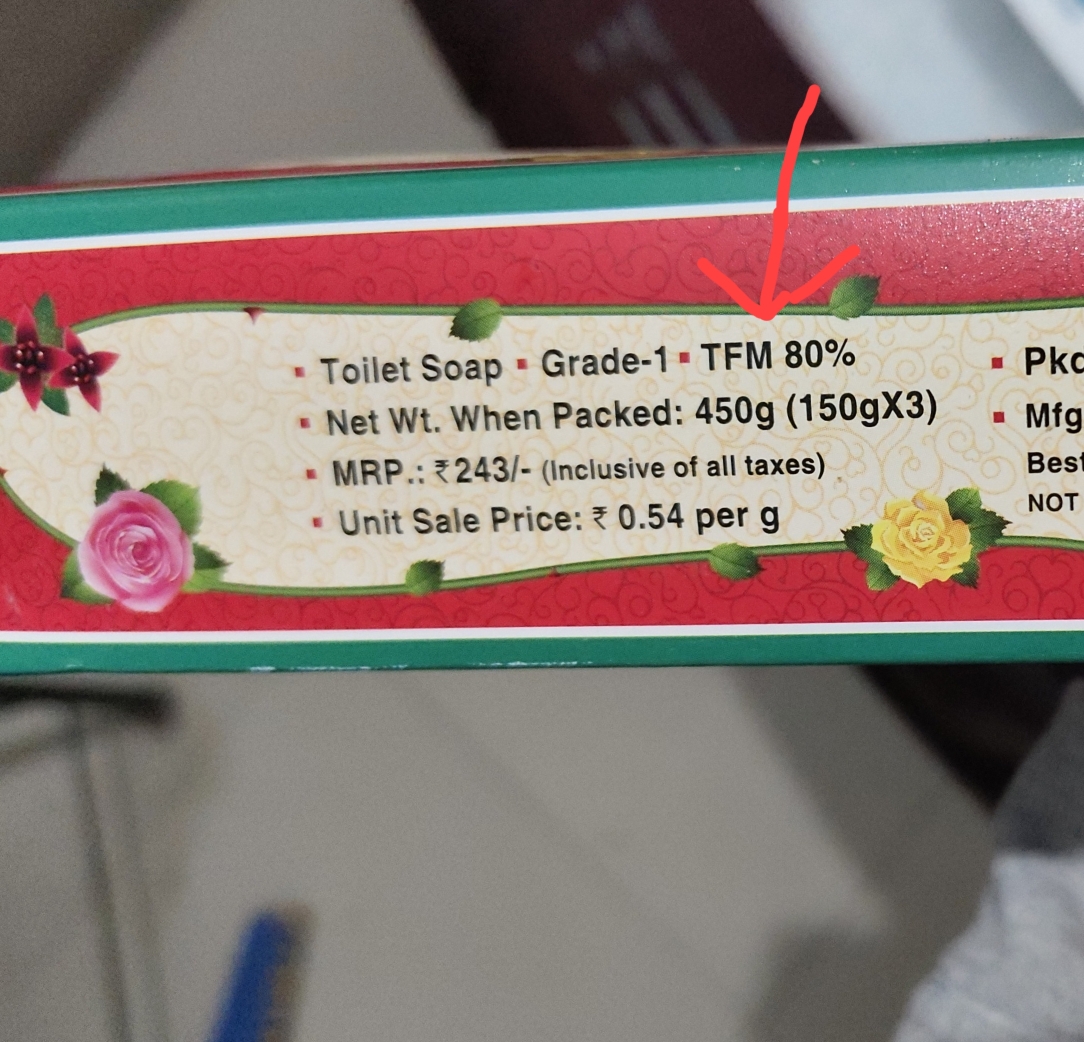 ▪ Toilet Soap ▪ Grade-1 ▪ TFM 80%
▪ Net Wt. When Packed: 450g (150gX3)
▪ MRP.: ₹243/- (Inclusive of all taxes)
▪ Unit Sale Price: ₹ 0.54 per g
▪ Pkd
▪ Mfg
Best
NOT